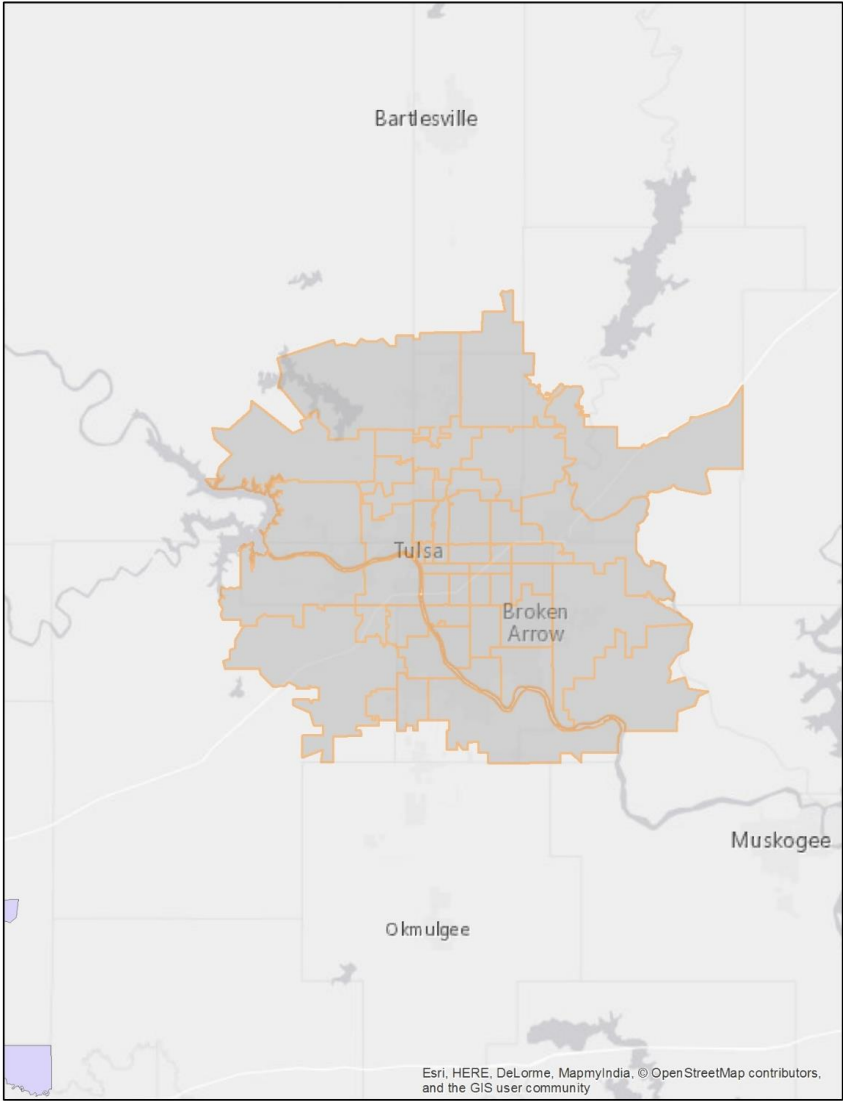 Bartlesville
Tulsa
Broken
Arrow
Muskogee
Okmulgee
Esri, HERE, DeLorme, MapmyIndia, © OpenStreetMap contributors,
and the GIS user community